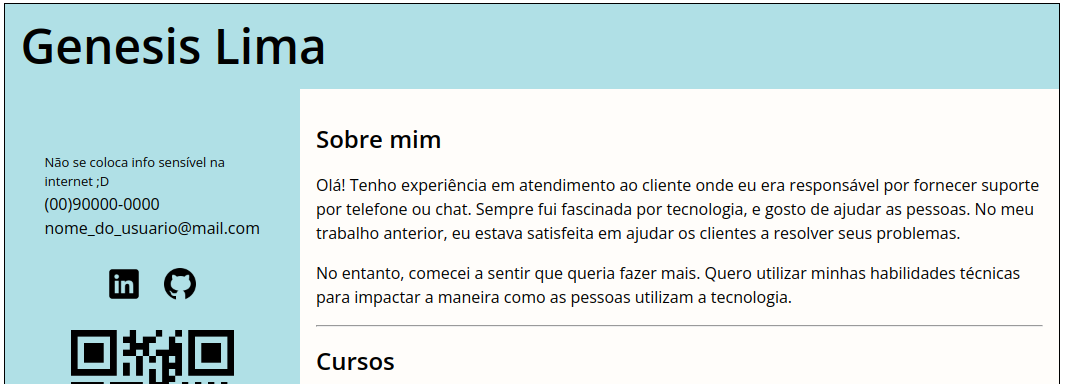 Genesis Lima
Não se coloca info sensível na
internet ;D
(00)90000-0000
nome_do_usuario@mail.com
in
Sobre mim
Olá! Tenho experiência em atendimento ao cliente onde eu era responsável por fornecer suporte
por telefone ou chat. Sempre fui fascinada por tecnologia, e gosto de ajudar as pessoas. No meu
trabalho anterior, eu estava satisfeita em ajudar os clientes a resolver seus problemas.
No entanto, comecei a sentir que queria fazer mais. Quero utilizar minhas habilidades técnicas
para impactar a maneira como as pessoas utilizam a tecnologia.
Cursos